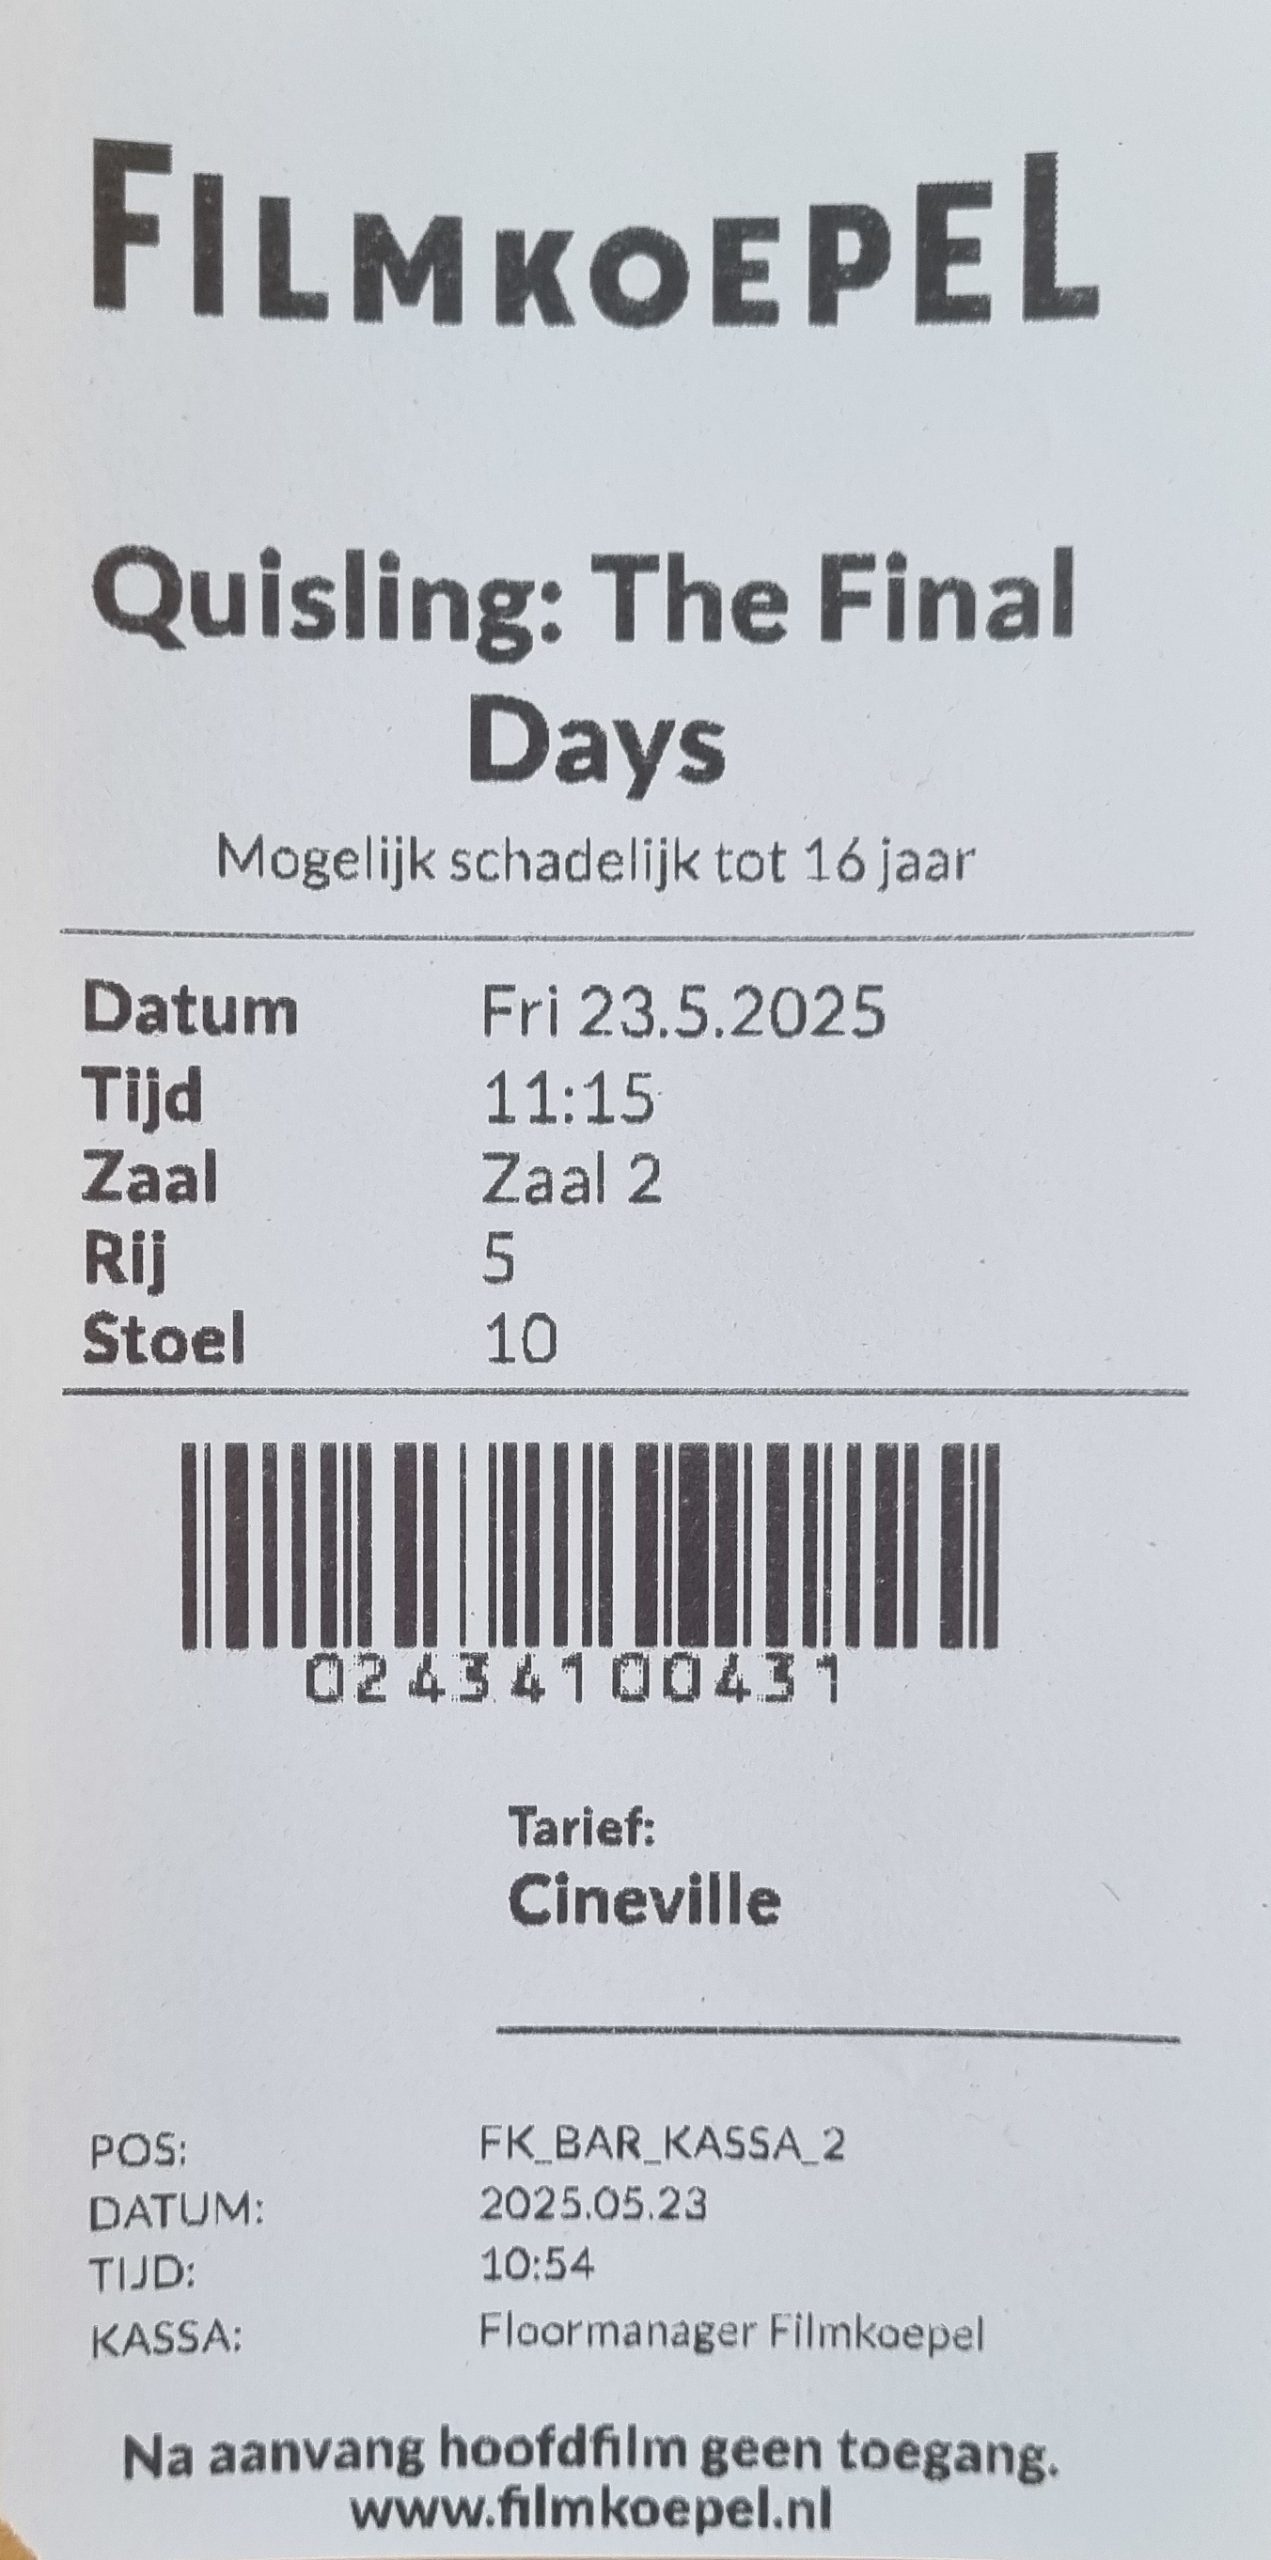 FILMKOEPEL
Quisling: The Final
Days
Mogelijk schadelijk tot 16 jaar
Datum Fri 23.5.2025
Tijd 11:15
Zaal Zaal 2
Rij 5
Stoel 10
02434100431
Tarief:
Cineville
POS: FK_BAR_KASSA_2
DATUM: 2025.05.23
TIJD: 10:54
KASSA: Floormanager Filmkoepel
Na aanvang hoofdfilm geen toegang.
www.filmkoepel.nl